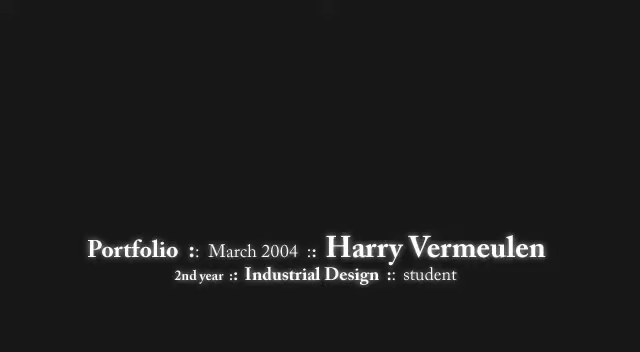 Portfolio :: March 2004 :: Harry Vermeulen
2nd year :: Industrial Design :: student